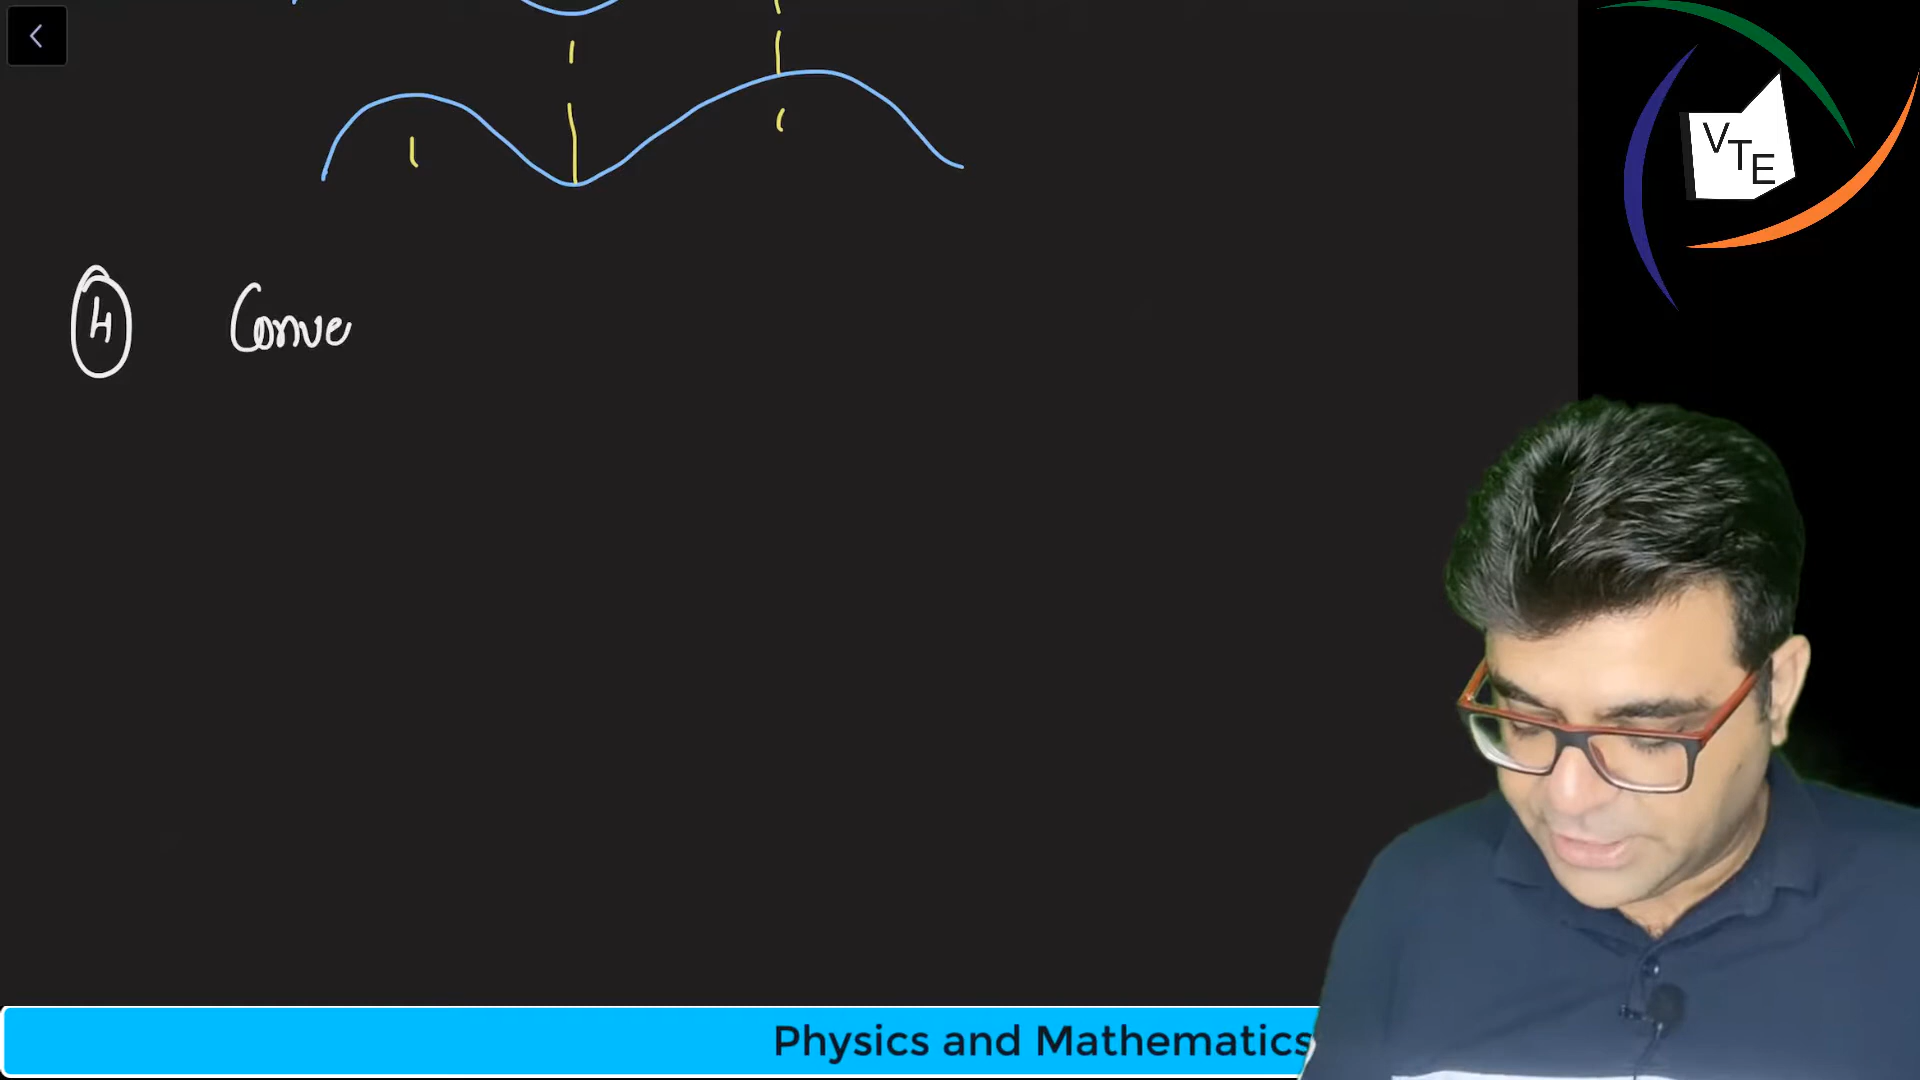 VTE
④ Conve
Physics and Mathematics